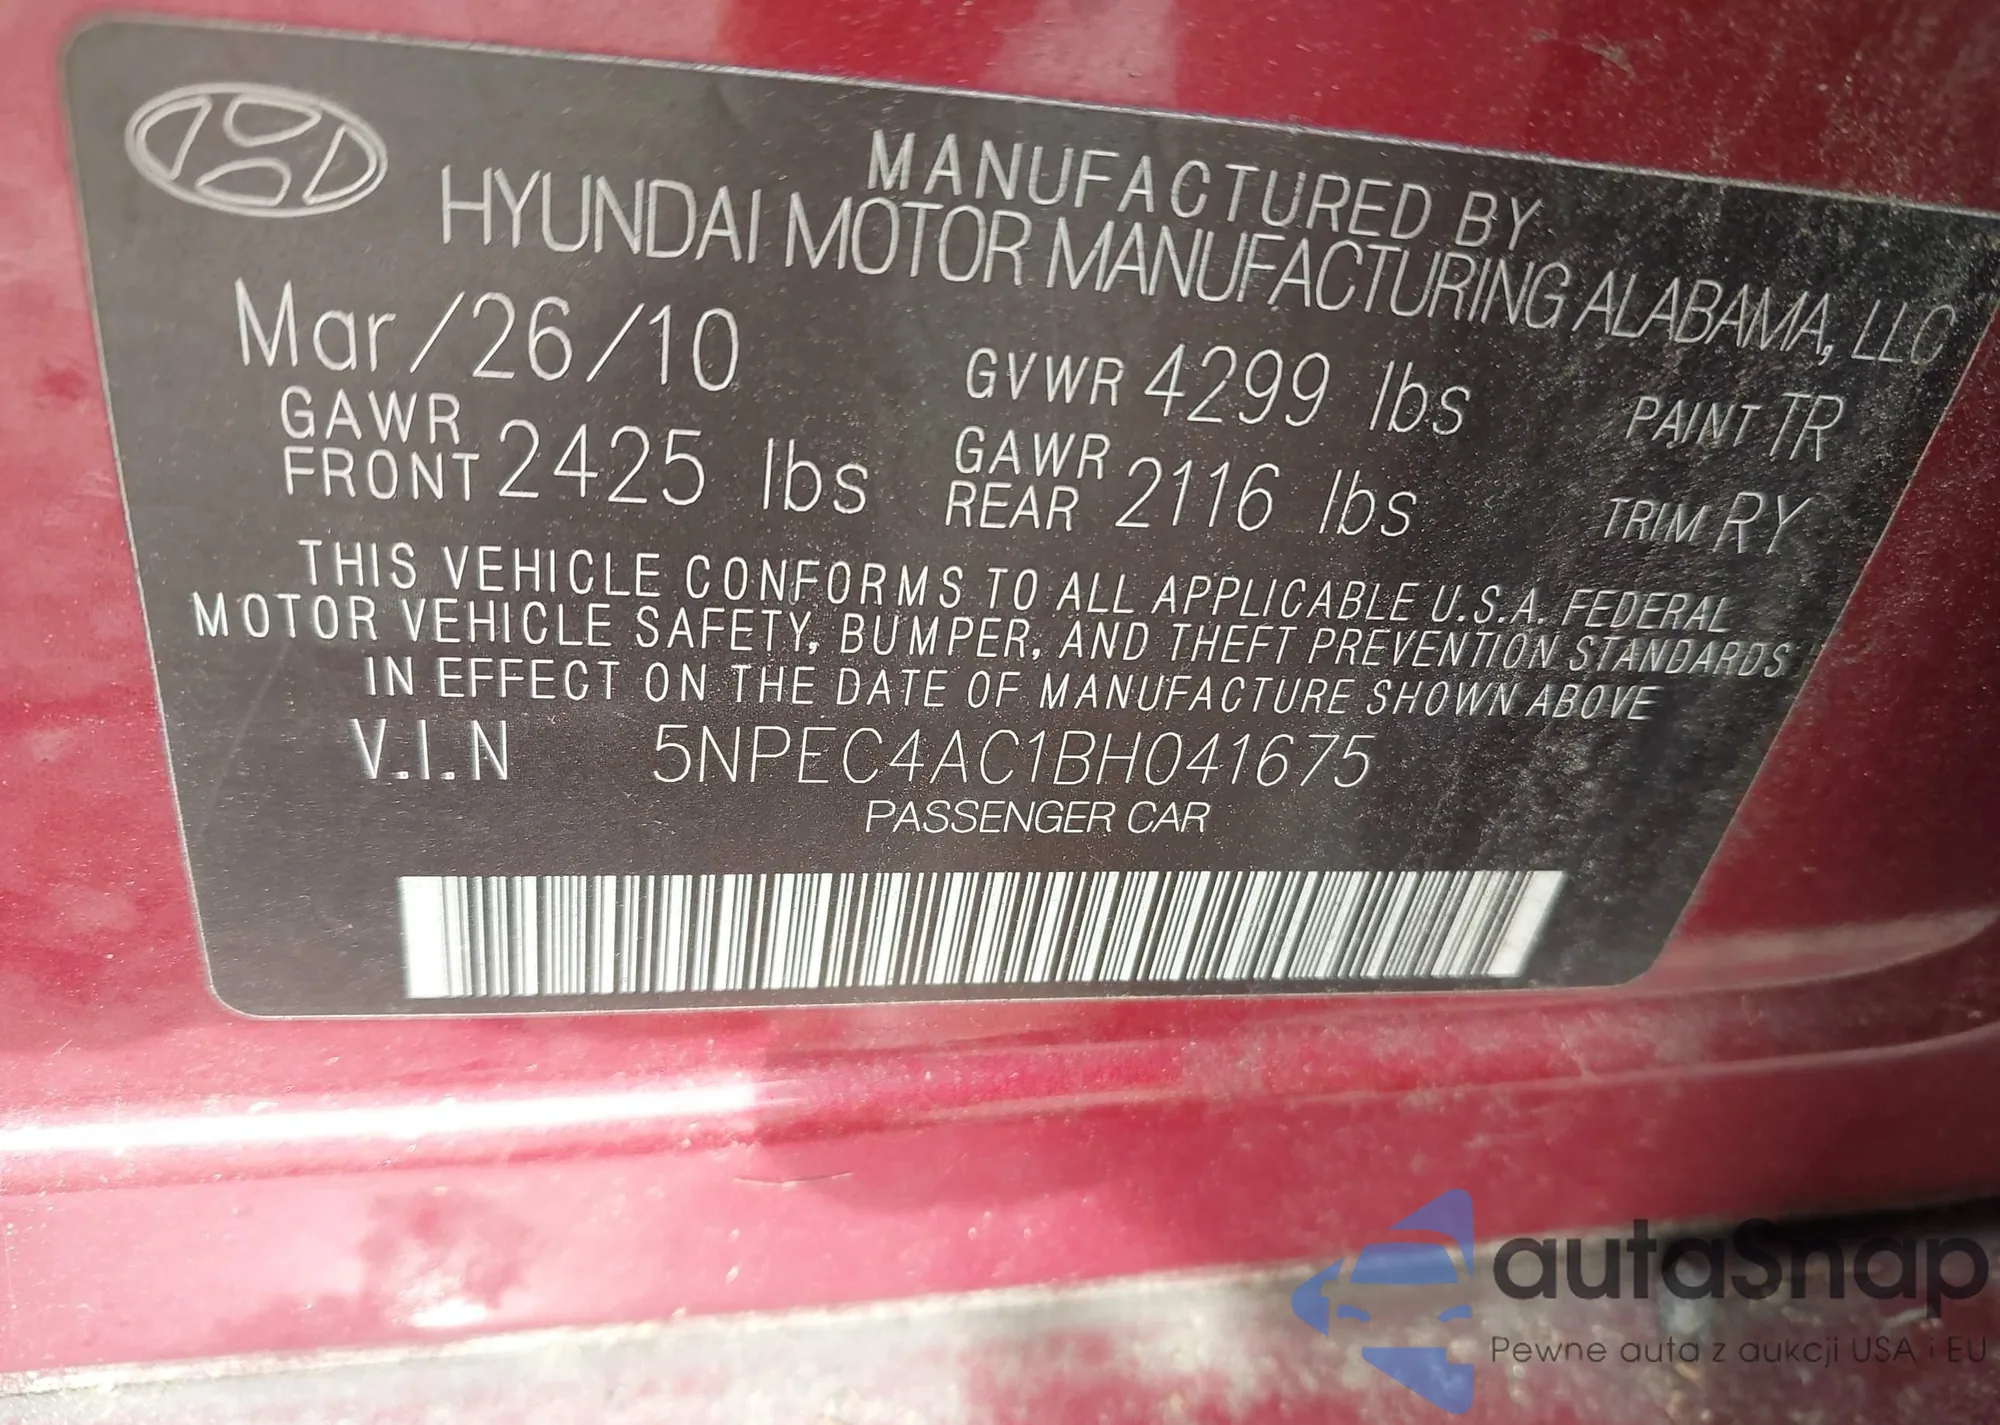 MANUFACTURED BY
HYUNDAI MOTOR MANUFACTURING ALABAMA, LLC
Mar/26/10 GVWR 4299 lbs PAINT TR
GAWR FRONT 2425 lbs GAWR REAR 2116 lbs TRIM RY
THIS VEHICLE CONFORMS TO ALL APPLICABLE U.S.A. FEDERAL
MOTOR VEHICLE SAFETY, BUMPER, AND THEFT PREVENTION STANDARDS
IN EFFECT ON THE DATE OF MANUFACTURE SHOWN ABOVE
V.I.N 5NPEC4AC1BH041675
PASSENGER CAR
autaSnap
Pewne auta z aukcji USA i EU